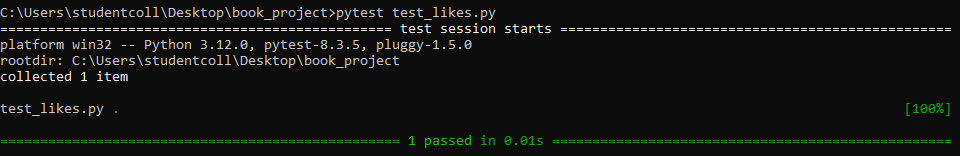 C:\Users\studentcoll\Desktop\book_project>pytest test_likes.py
================================================= test session starts =================================================
platform win32 -- Python 3.12.0, pytest-8.3.5, pluggy-1.5.0
rootdir: C:\Users\studentcoll\Desktop\book_project
collected 1 item
test_likes.py . [100%]
================================================== 1 passed in 0.01s ==================================================